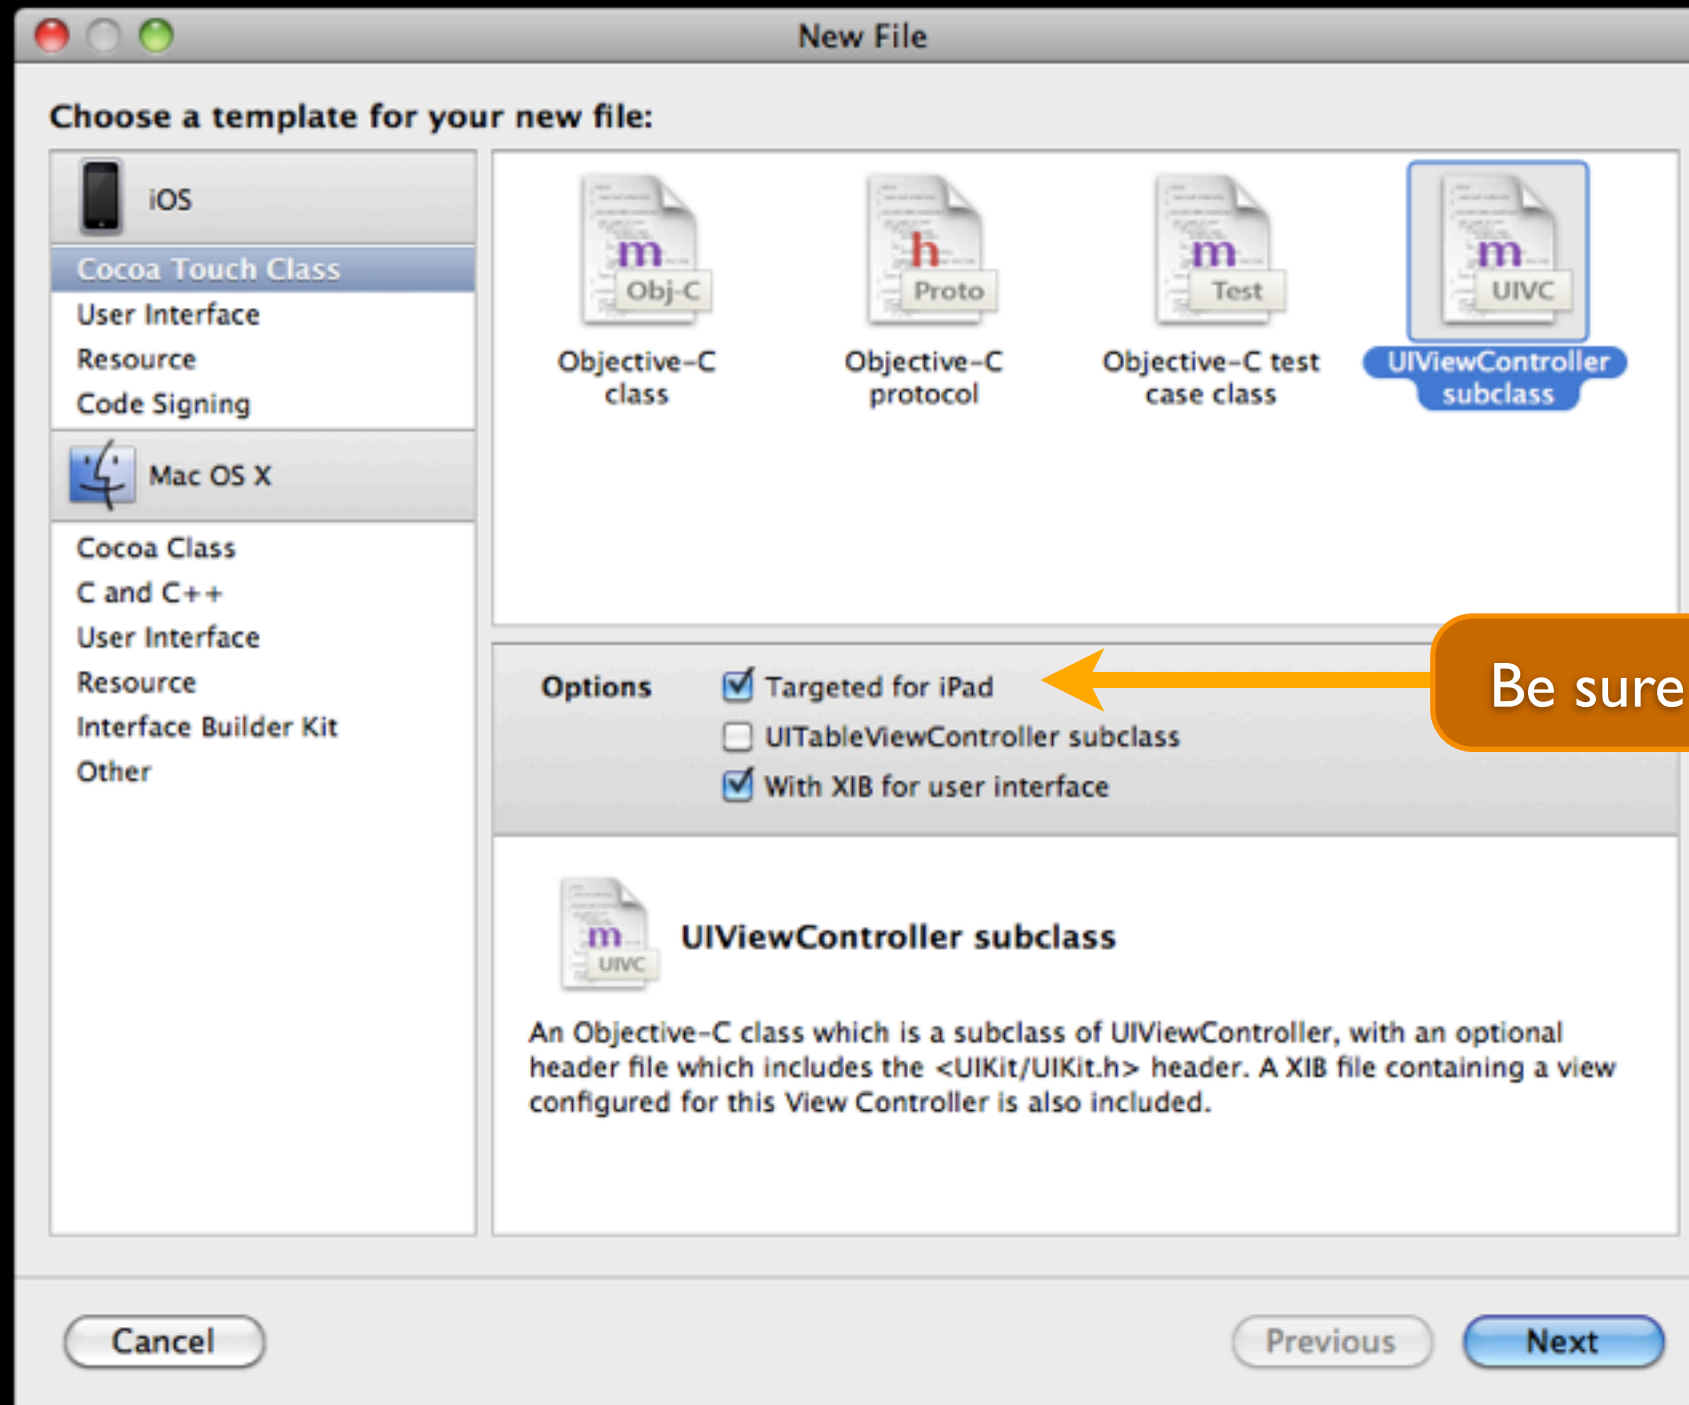 New File
Choose a template for your new file:
iOS
Cocoa Touch Class
User Interface
Resource
Code Signing
Mac OS X
Cocoa Class
C and C++
User Interface
Resource
Interface Builder Kit
Other
m
Obj-C
Objective-C
class
h
Proto
Objective-C
protocol
m
Test
Objective-C test
case class
m
UIVC
UIViewController
subclass
Options
Targeted for iPad
UITableViewController subclass
With XIB for user interface
Be sure
m
UIVC
UIViewController subclass
An Objective-C class which is a subclass of UIViewController, with an optional
header file which includes the <UIKit/UIKit.h> header. A XIB file containing a view
configured for this View Controller is also included.
Cancel
Previous
Next